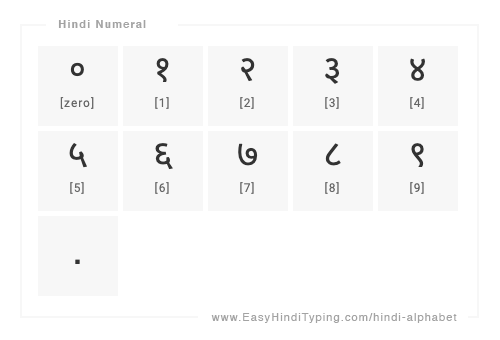 Hindi Numeral
० १ २ ३ ४
[zero] [1] [2] [3] [4]
५ ६ ७ ८ ९
[5] [6] [7] [8] [9]
.
www.EasyHindiTyping.com/hindi-alphabet